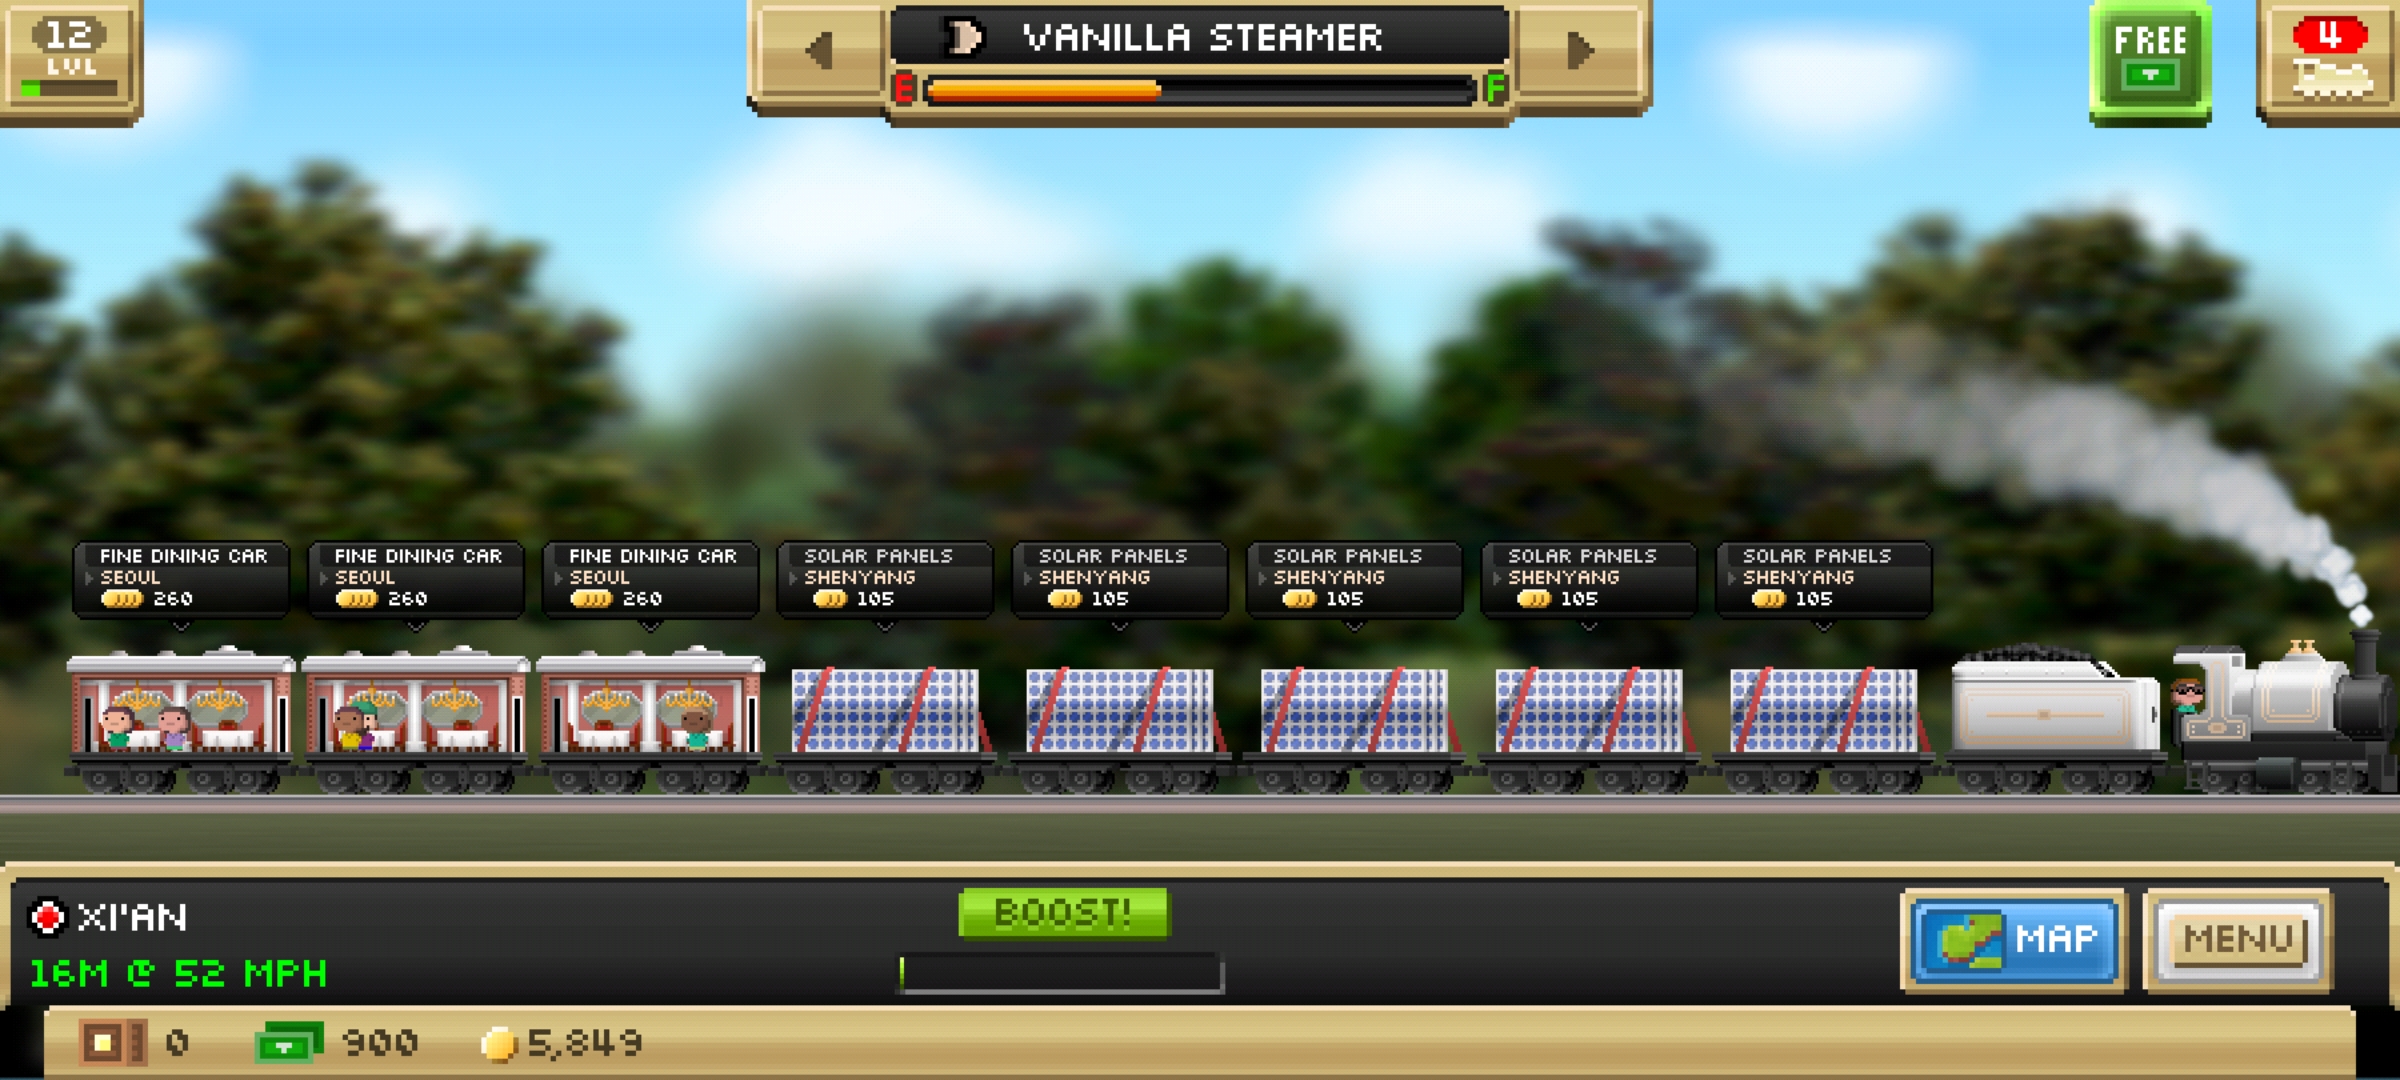 12
LVL
VANILLA STEAMER
E F
FREE
4
FINE DINING CAR
SEOUL
260
FINE DINING CAR
SEOUL
260
FINE DINING CAR
SEOUL
260
SOLAR PANELS
SHENYANG
105
SOLAR PANELS
SHENYANG
105
SOLAR PANELS
SHENYANG
105
SOLAR PANELS
SHENYANG
105
SOLAR PANELS
SHENYANG
105
XI'AN
16M @ 52 MPH
BOOST!
MAP
MENU
0
900
5,849